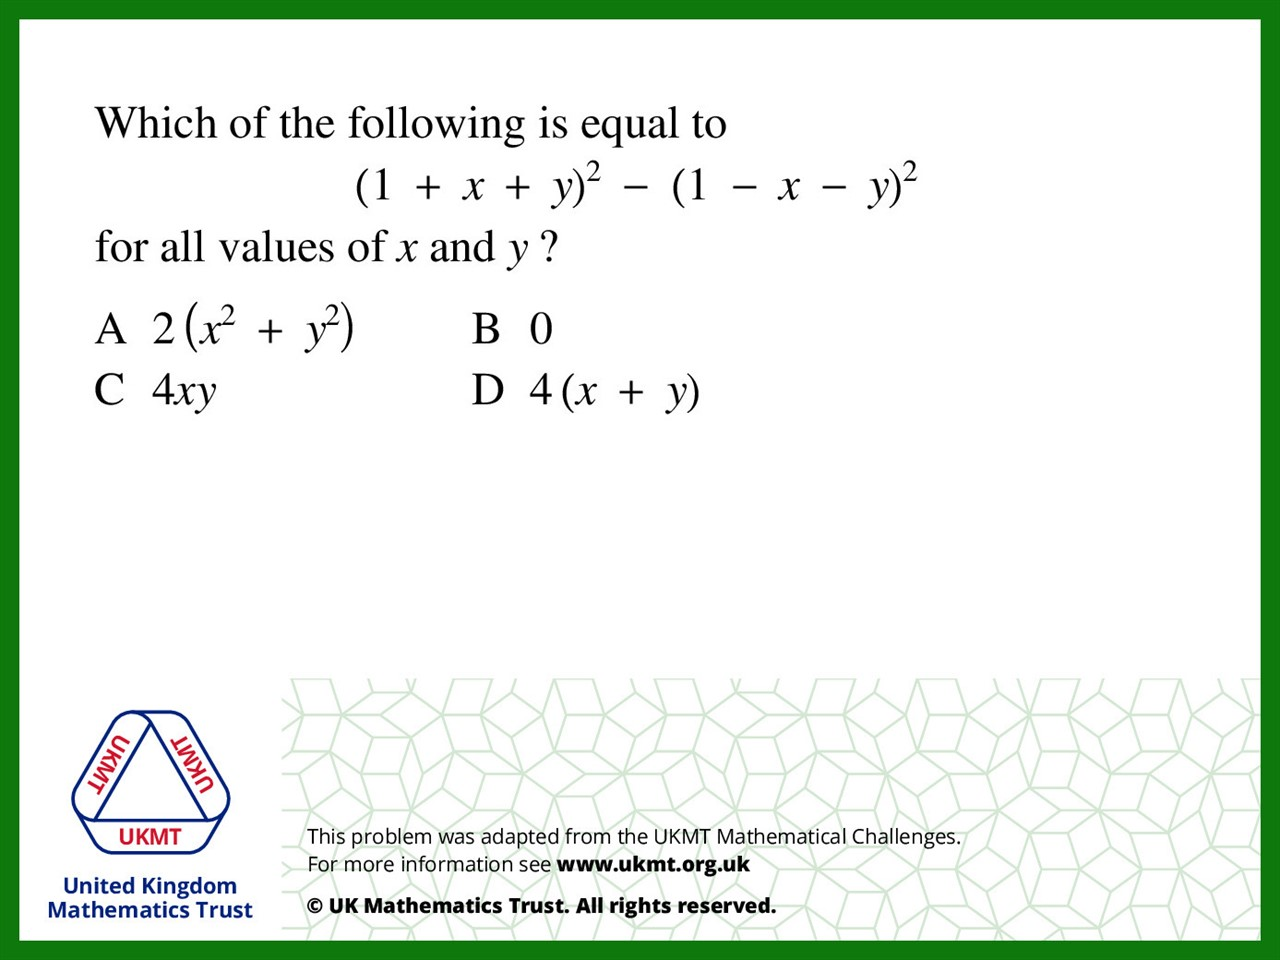 Which of the following is equal to
(1 + x + y)² − (1 − x − y)²
for all values of x and y ?
A 2(x² + y²) B 0
C 4xy D 4(x + y)
UKMT
UKMT
UKMT
United Kingdom
Mathematics Trust
This problem was adapted from the UKMT Mathematical Challenges.
For more information see www.ukmt.org.uk
© UK Mathematics Trust. All rights reserved.